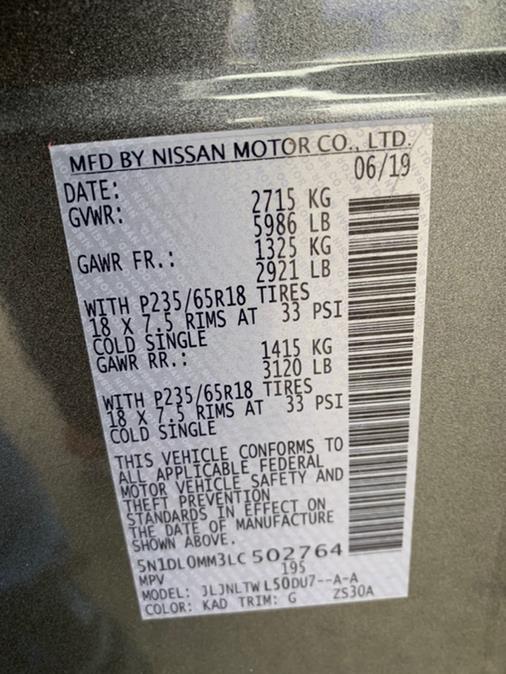 MFD BY NISSAN MOTOR CO., LTD.
DATE: 06/19
GVWR: 2715 KG
5986 LB
GAWR FR.: 1325 KG
2921 LB
WITH P235/65R18 TIRES
18 X 7.5 RIMS AT 33 PSI
COLD SINGLE
GAWR RR.: 1415 KG
3120 LB
WITH P235/65R18 TIRES
18 X 7.5 RIMS AT 33 PSI
COLD SINGLE
THIS VEHICLE CONFORMS TO
ALL APPLICABLE FEDERAL
MOTOR VEHICLE SAFETY AND
THEFT PREVENTION
STANDARDS IN EFFECT ON
THE DATE OF MANUFACTURE
SHOWN ABOVE.
5N1DL0MM3LC502764
MPV 195
MODEL: JLJNLTWL50DU7--A-A
COLOR: KAD TRIM: G ZS30A